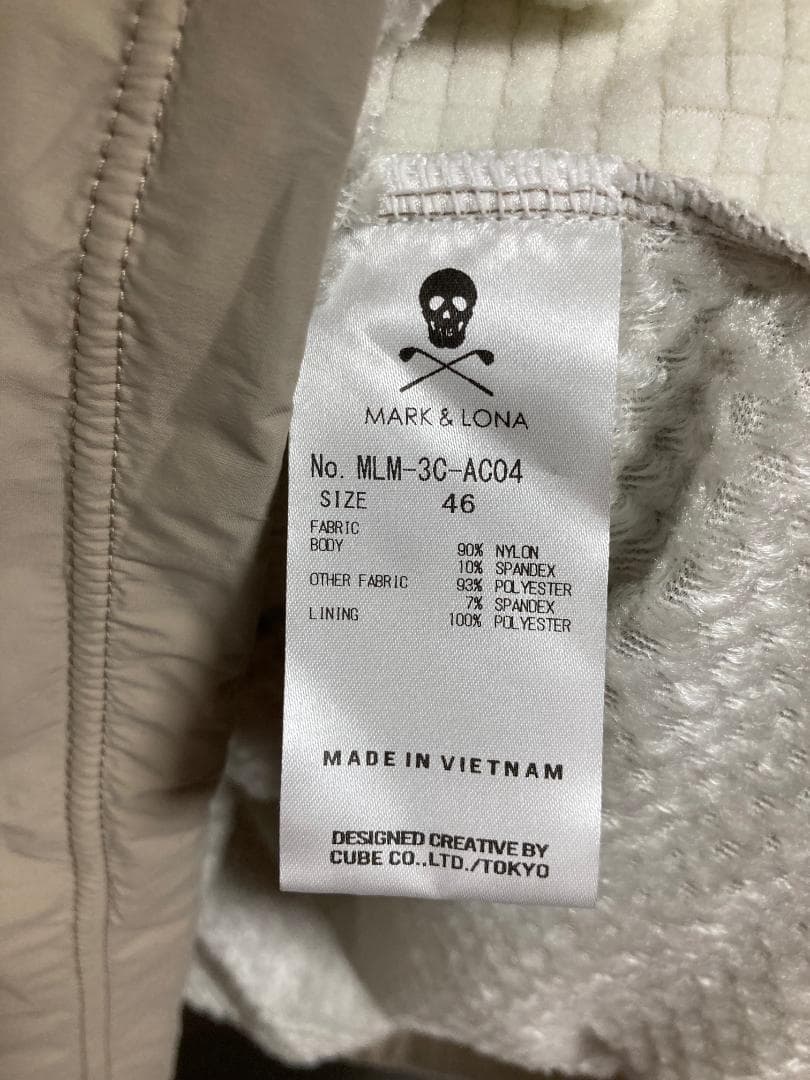 MARK & LONA
No. MLM-3C-AC04
SIZE 46
FABRIC
BODY 90% NYLON
10% SPANDEX
OTHER FABRIC 93% POLYESTER
7% SPANDEX
LINING 100% POLYESTER
MADE IN VIETNAM
DESIGNED CREATIVE BY
CUBE CO.,LTD./TOKYO